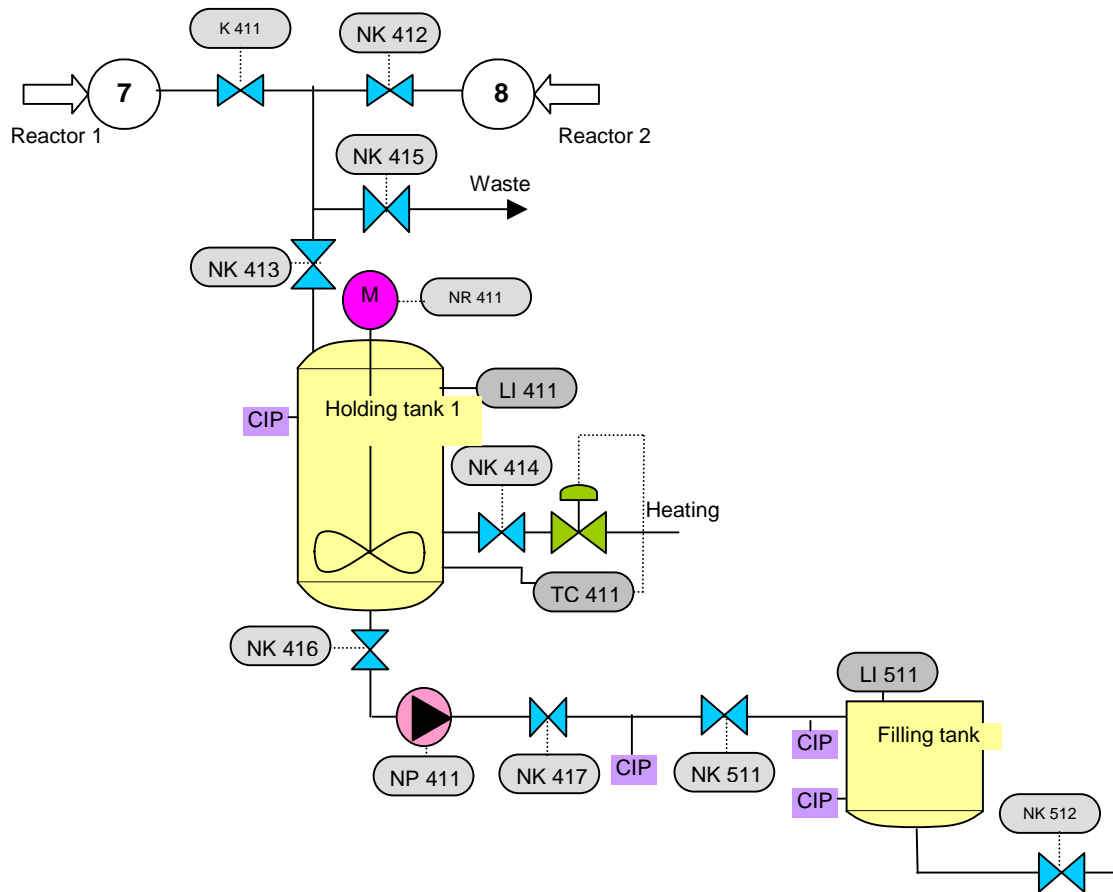 K 411
NK 412
7
8
Reactor 1
Reactor 2
NK 415
Waste
NK 413
M
NR 411
LI 411
Holding tank 1
CIP
NK 414
Heating
TC 411
NK 416
LI 511
Filling tank
CIP
NP 411
NK 417
CIP
NK 511
CIP
NK 512